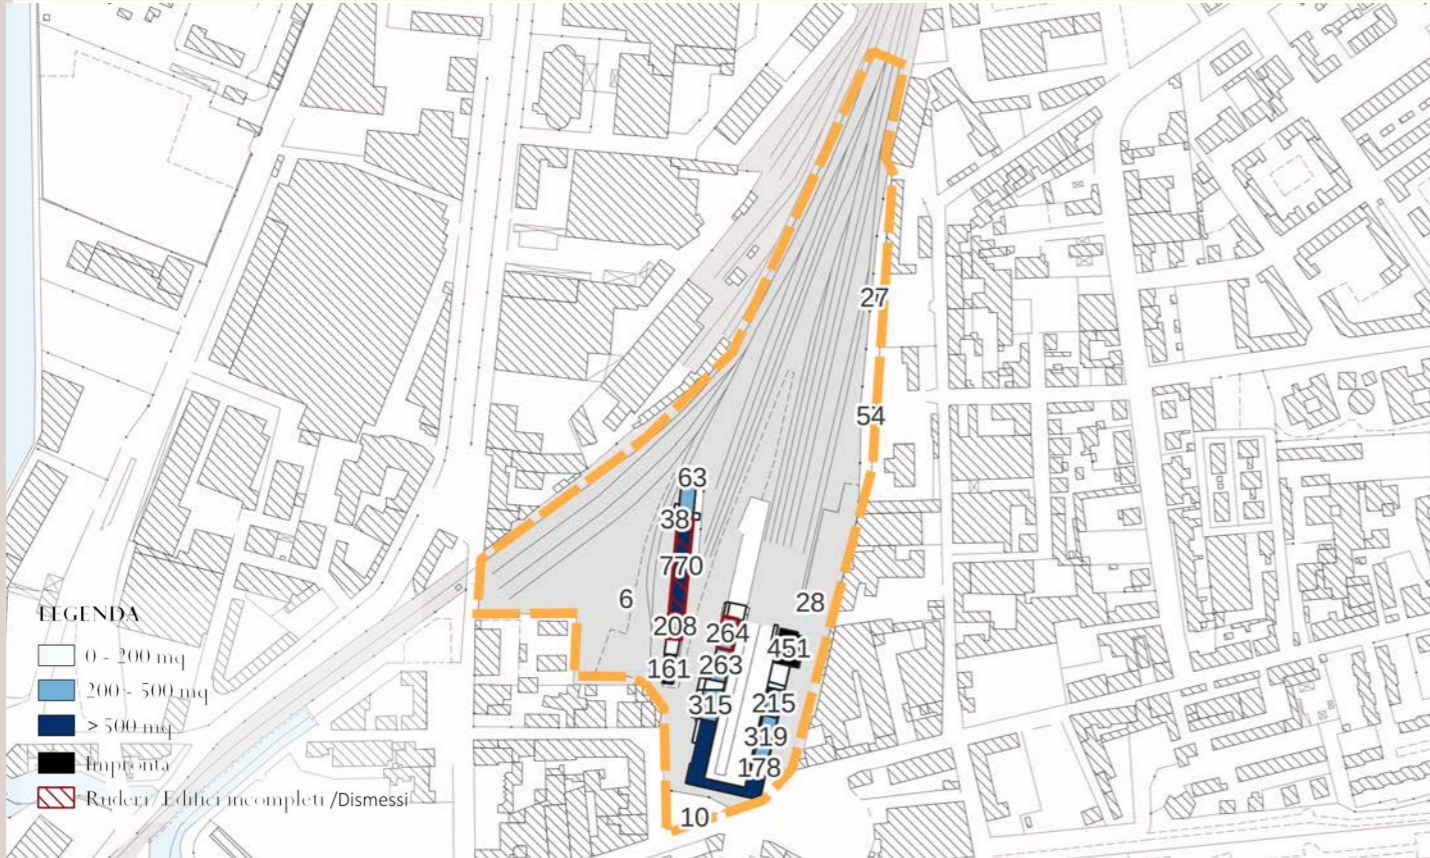 27
54
63
38
770
6
28
208
264
451
161
263
315
215
319
178
10
LEGENDA
0 - 200 mq
200 - 500 mq
> 500 mq
Impronta
Ruderi/ Edifici incompleti /Dismessi